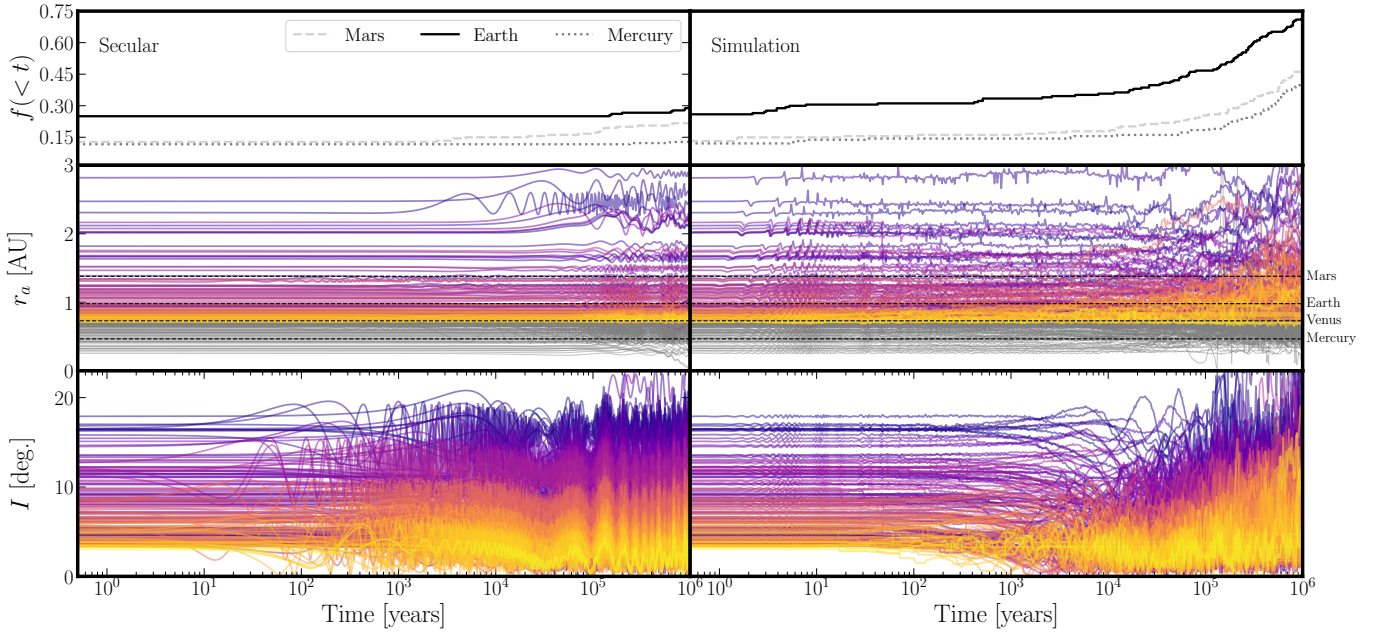 0.75
0.60
0.45
0.30
0.15
3
2
1
0
20
10
0
f(< t)
r_a [AU]
I [deg.]
Secular
Mars Earth Mercury
Simulation
Mars
Earth
Venus
Mercury
10^0 10^1 10^2 10^3 10^4 10^5 10^6
10^0 10^1 10^2 10^3 10^4 10^5 10^6
Time [years]
Time [years]